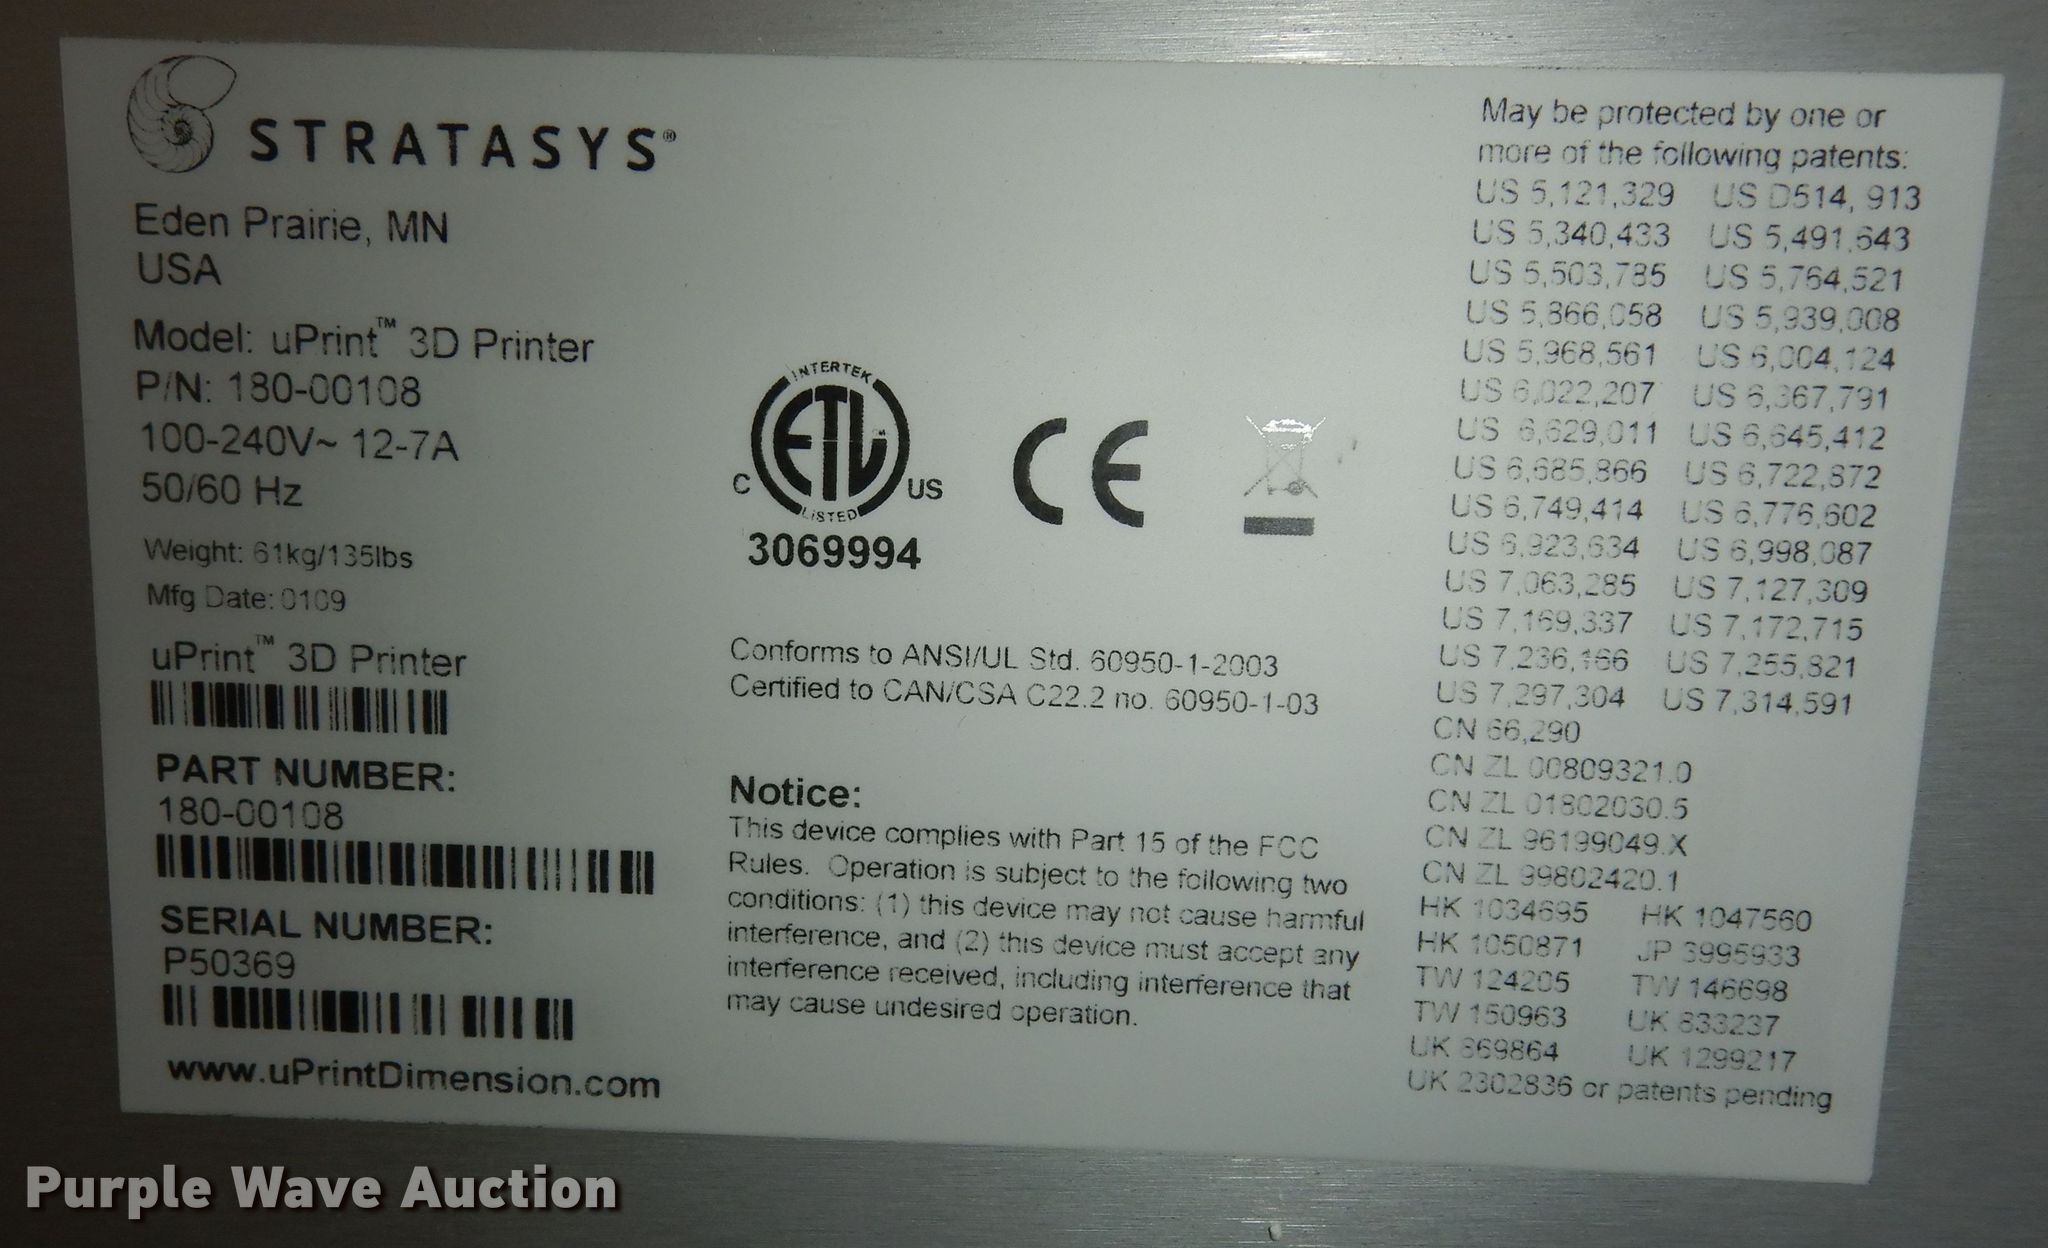 STRATASYS®
Eden Prairie, MN
USA
Model: uPrint™ 3D Printer
P/N: 180-00108
100-240V~ 12-7A
50/60 Hz
Weight: 61kg/135lbs
Mfg Date: 0109
uPrint™ 3D Printer
PART NUMBER:
180-00108
SERIAL NUMBER:
P50369
www.uPrintDimension.com
INTERTEK
ETL
C US
LISTED
3069994
CE
Conforms to ANSI/UL Std. 60950-1-2003
Certified to CAN/CSA C22.2 no. 60950-1-03
Notice:
This device complies with Part 15 of the FCC
Rules. Operation is subject to the following two
conditions: (1) this device may not cause harmful
interference, and (2) this device must accept any
interference received, including interference that
may cause undesired operation.
May be protected by one or
more of the following patents:
US 5,121,329 US D514, 913
US 5,340,433 US 5,491,643
US 5,503,785 US 5,764,521
US 5,866,058 US 5,939,008
US 5,968,561 US 6,004,124
US 6,022,207 US 6,367,791
US 6,629,011 US 6,645,412
US 6,685,866 US 6,722,872
US 6,749,414 US 6,776,602
US 6,923,634 US 6,998,087
US 7,063,285 US 7,127,309
US 7,169,337 US 7,172,715
US 7,236,166 US 7,255,821
US 7,297,304 US 7,314,591
CN 66,290
CN ZL 00809321.0
CN ZL 01802030.5
CN ZL 96199049.X
CN ZL 99802420.1
HK 1034695 HK 1047560
HK 1050871 JP 3995933
TW 124205 TW 146698
TW 150963 UK 833237
UK 869864 UK 1299217
UK 2302836 or patents pending
Purple Wave Auction